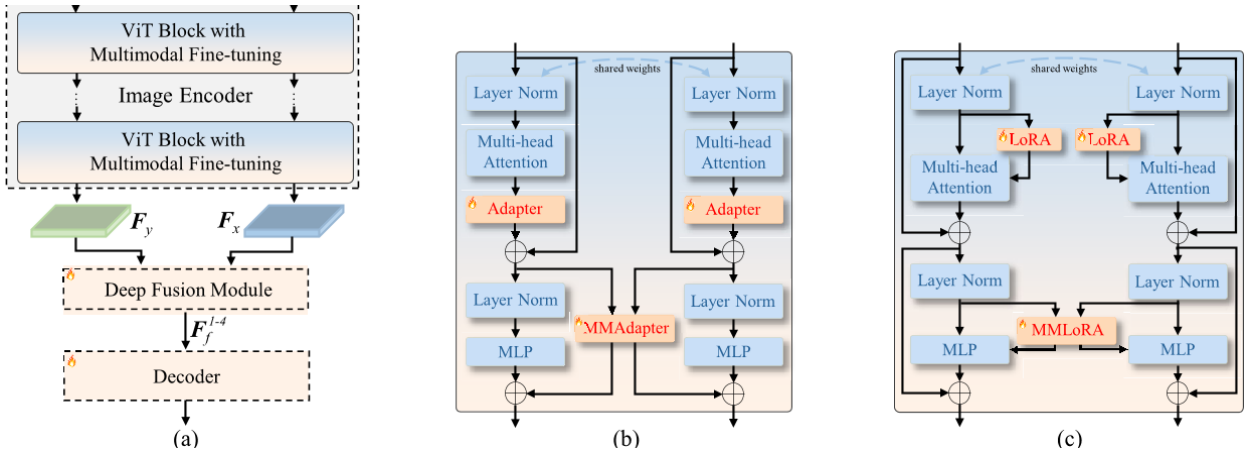 ViT Block with
Multimodal Fine-tuning
Image Encoder
ViT Block with
Multimodal Fine-tuning
F_y
F_x
Deep Fusion Module
F_f^{1-4}
Decoder
(a)
shared weights
Layer Norm
Layer Norm
Multi-head
Attention
Multi-head
Attention
Adapter
Adapter
Layer Norm
Layer Norm
MMAdapter
MLP
MLP
(b)
shared weights
Layer Norm
Layer Norm
LoRA
LoRA
Multi-head
Attention
Multi-head
Attention
Layer Norm
Layer Norm
MMLoRA
MLP
MLP
(c)